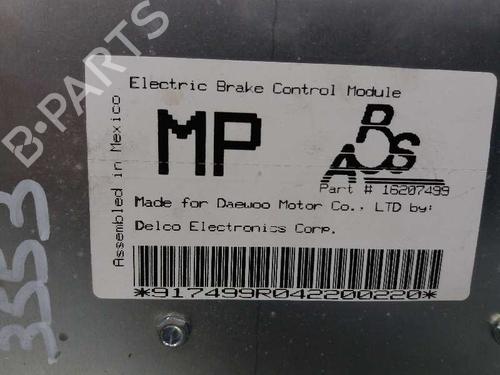 Electric Brake Control Module
MP
ABS
Part # 16207499
Made for Daewoo Motor Co., LTD by:
Delco Electronics Corp.
*917499R042200220*
Assembled in Mexico
3553
B-Parts